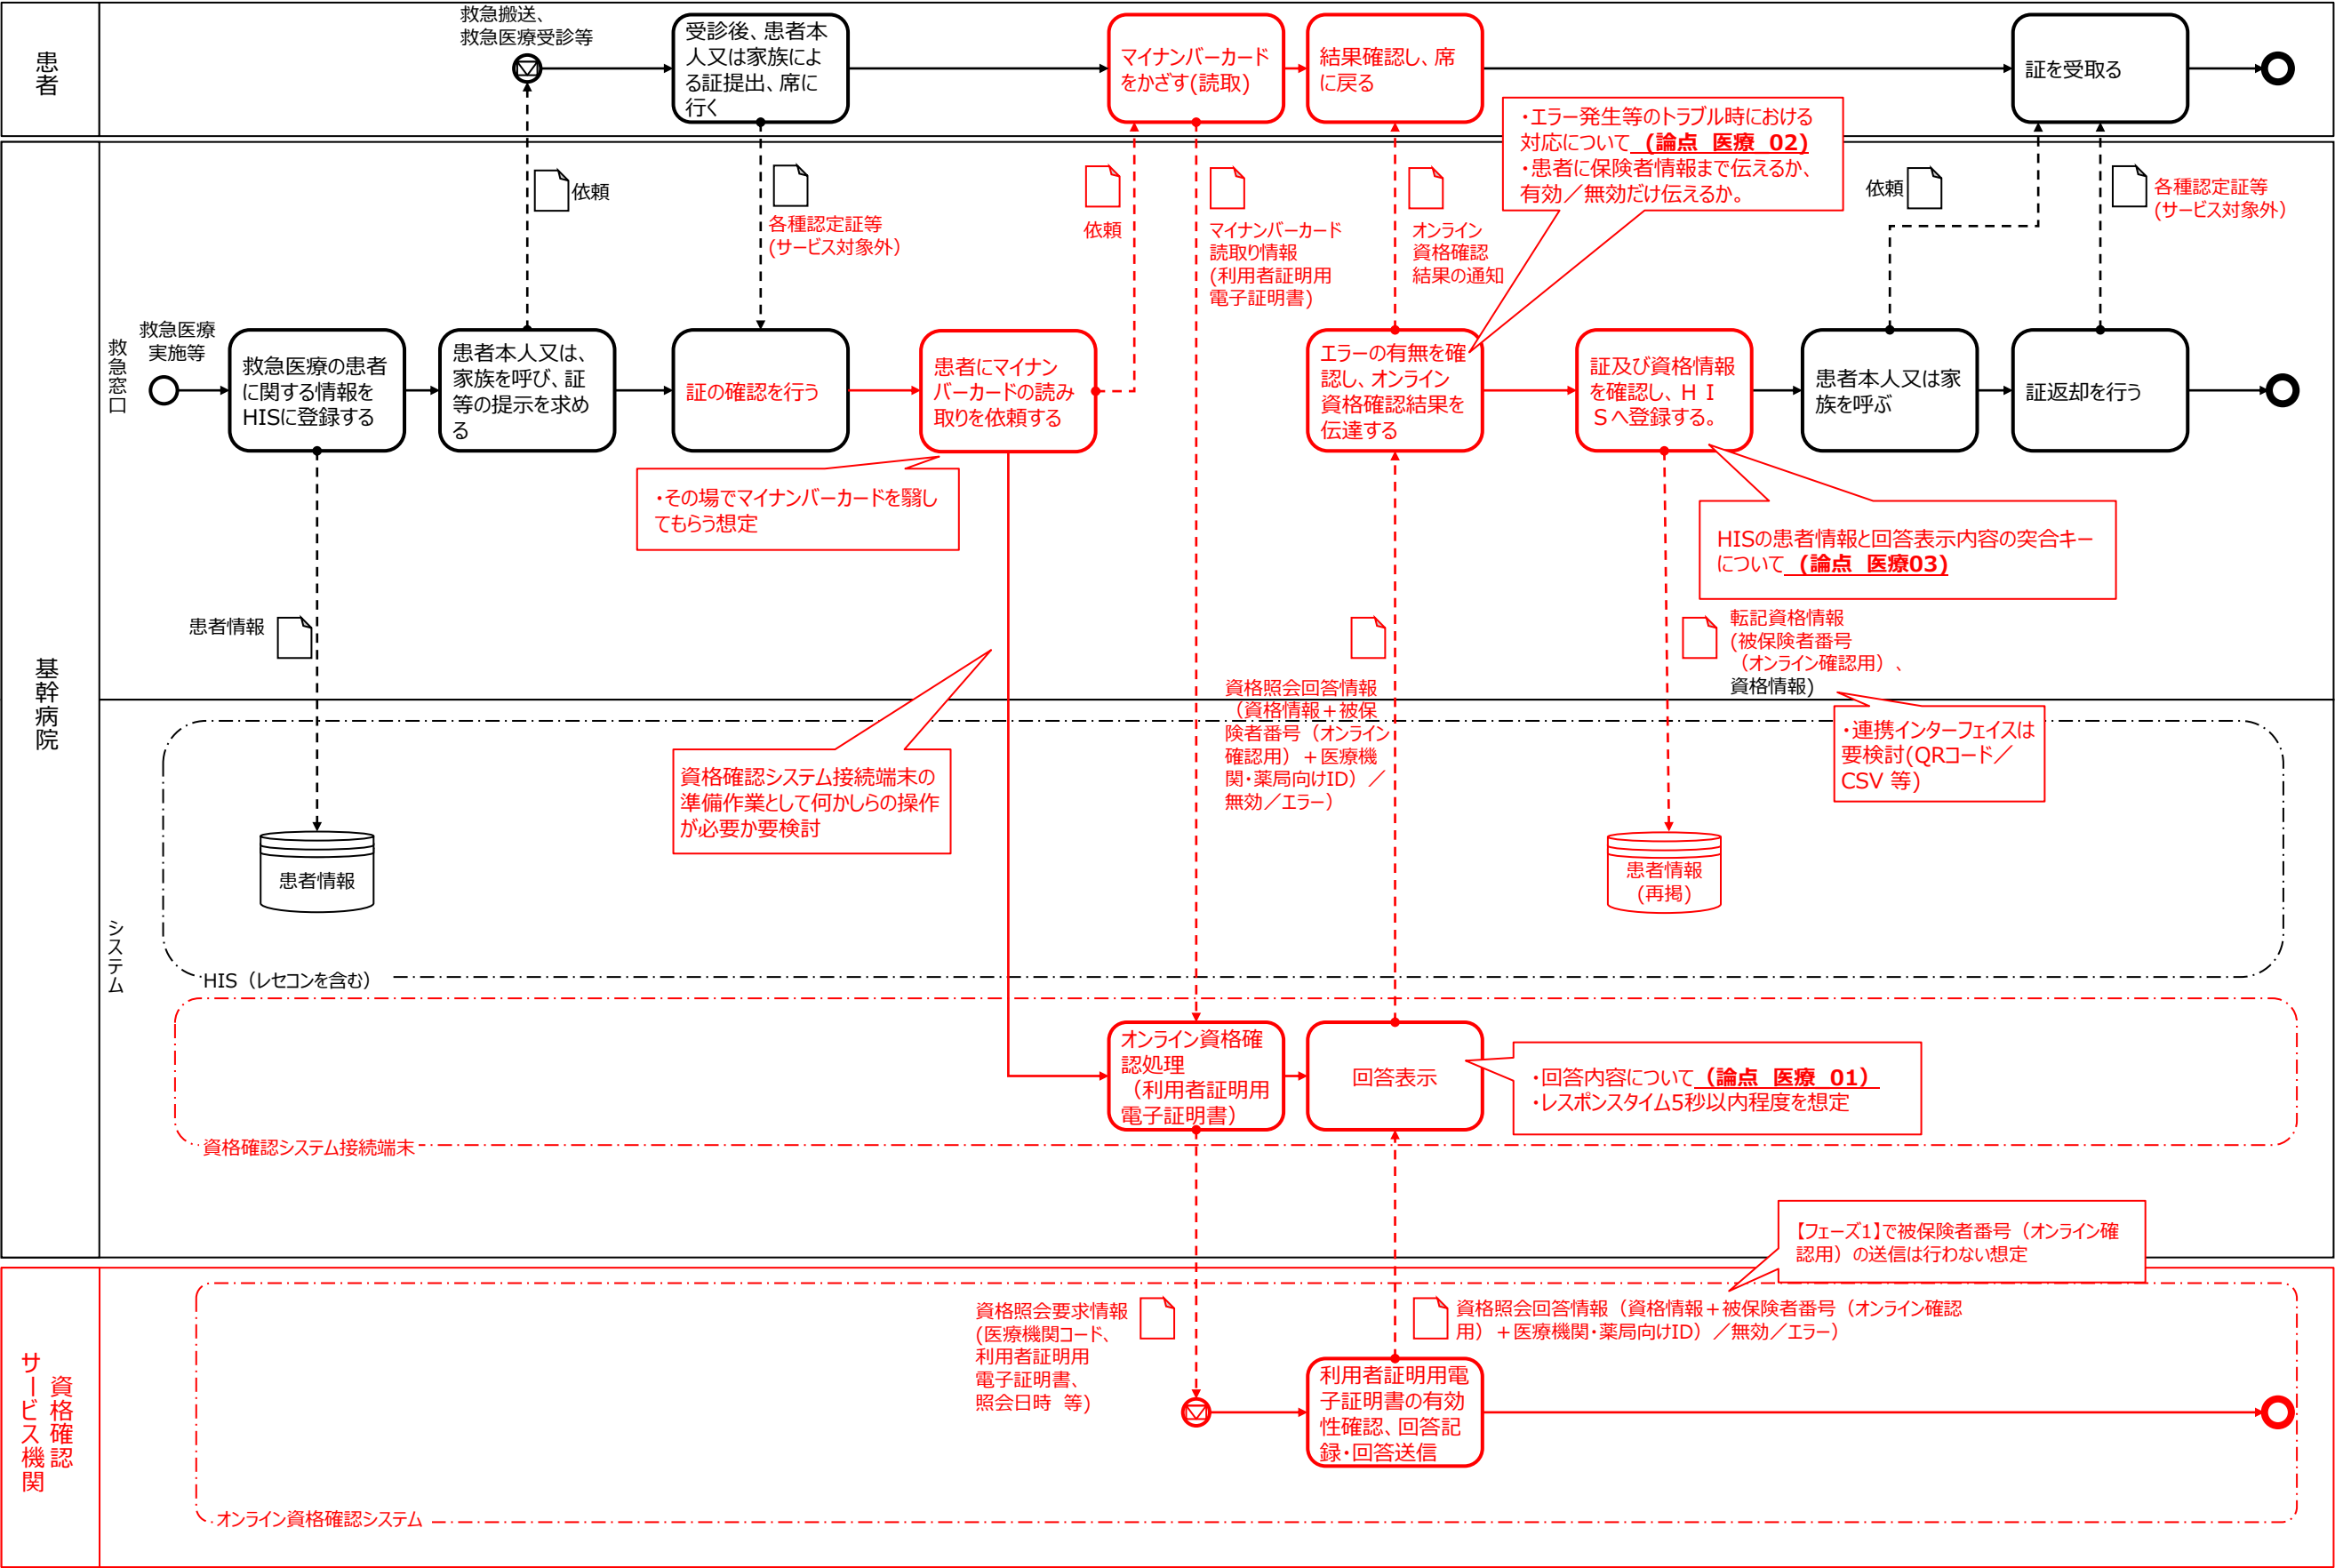 患者
救急搬送、
救急医療受診等
受診後、患者本
人又は家族によ
る証提出、席に
行く
マイナンバーカード
をかざす(読取)
結果確認し、席
に戻る
証を受取る
・エラー発生等のトラブル時における
対応について (論点 医療 02)
・患者に保険者情報まで伝えるか、
有効／無効だけ伝えるか。
基幹病院
救急窓口
依頼
各種認定証等
(サービス対象外)
依頼
マイナンバーカード
読取り情報
(利用者証明用
電子証明書)
オンライン
資格確認
結果の通知
依頼
各種認定証等
(サービス対象外)
救急医療
実施等
救急医療の患者
に関する情報を
HISに登録する
患者本人又は、
家族を呼び、証
等の提示を求め
る
証の確認を行う
患者にマイナン
バーカードの読み
取りを依頼する
エラーの有無を確
認し、オンライン
資格確認結果を
伝達する
証及び資格情報
を確認し、ＨＩ
Ｓへ登録する。
患者本人又は家
族を呼ぶ
証返却を行う
・その場でマイナンバーカードを翳し
てもらう想定
HISの患者情報と回答表示内容の突合キー
について (論点 医療03)
患者情報
転記資格情報
(被保険者番号
（オンライン確認用）、
資格情報)
資格照会回答情報
（資格情報＋被保
険者番号（オンライン
確認用）＋医療機
関・薬局向けID）／
無効／エラー）
システム
資格確認システム接続端末の
準備作業として何かしらの操作
が必要か要検討
・連携インターフェイスは
要検討(QRコード／
CSV 等)
患者情報
患者情報
(再掲)
HIS（レセコンを含む）
オンライン資格確
認処理
（利用者証明用
電子証明書）
回答表示
・回答内容について（論点 医療 01）
・レスポンスタイム5秒以内程度を想定
資格確認システム接続端末
【フェーズ1】で被保険者番号（オンライン確
認用）の送信は行わない想定
資格確認
サービス機関
資格照会要求情報
(医療機関コード、
利用者証明用
電子証明書、
照会日時 等)
資格照会回答情報（資格情報＋被保険者番号（オンライン確認
用）＋医療機関・薬局向けID）／無効／エラー）
利用者証明用電
子証明書の有効
性確認、回答記
録・回答送信
オンライン資格確認システム